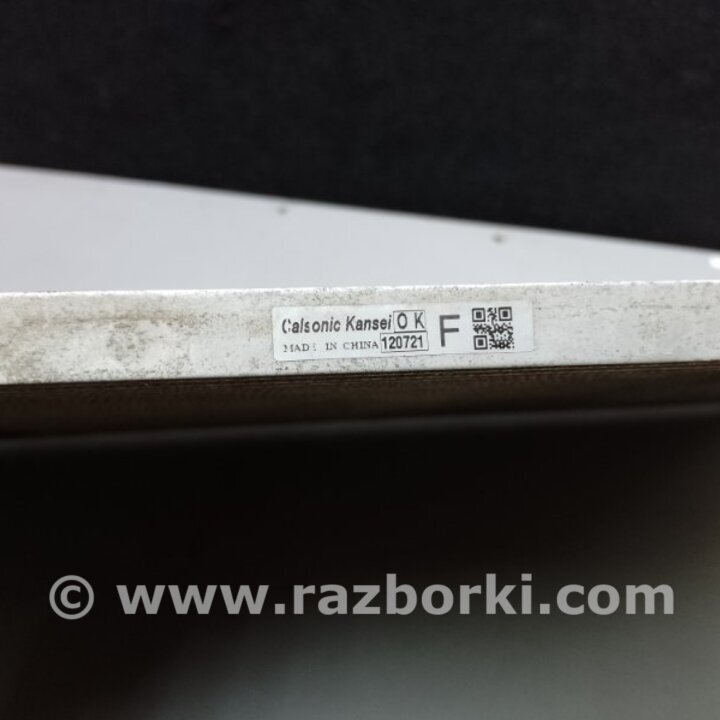 Calsonic Kansei OK
MADE IN CHINA 120721 F
© www.razborki.com